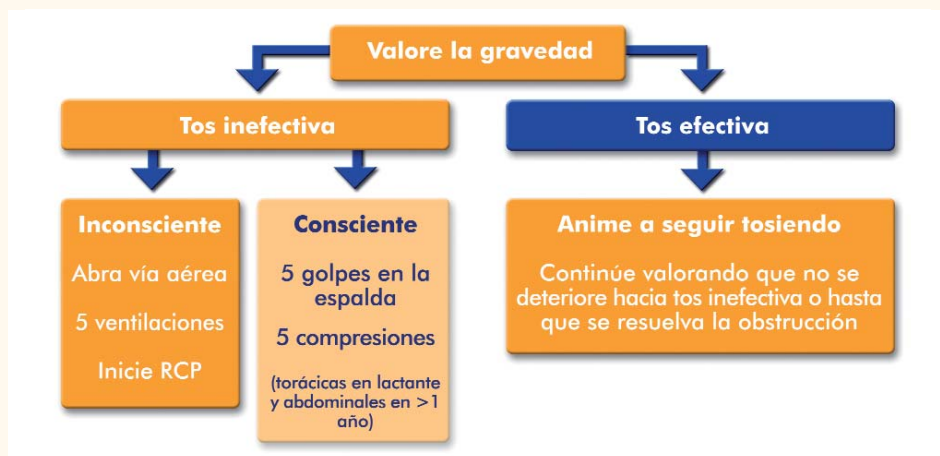 Valore la gravedad
Tos inefectiva
Tos efectiva
Inconsciente
Abra vía aérea
5 ventilaciones
Inicie RCP
Consciente
5 golpes en la
espalda
5 compresiones
(torácicas en lactante
y abdominales en >1
año)
Anime a seguir tosiendo
Continúe valorando que no se
deteriore hacia tos inefectiva o hasta
que se resuelva la obstrucción